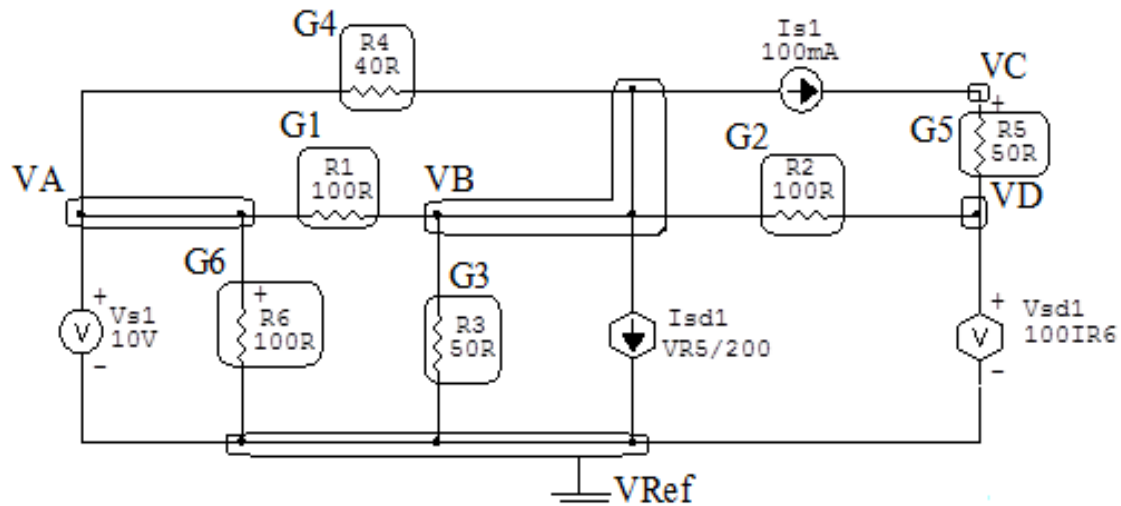 G4
R4
40R
Is1
100mA
VC
+
G1
G5
R5
50R
R1
100R
G2
R2
100R
VA
VB
VD
G6
G3
+
Vs1
10V
V
-
+
R6
100R
R3
50R
Isd1
VR5/200
+
Vsd1
100IR6
V
-
VRef